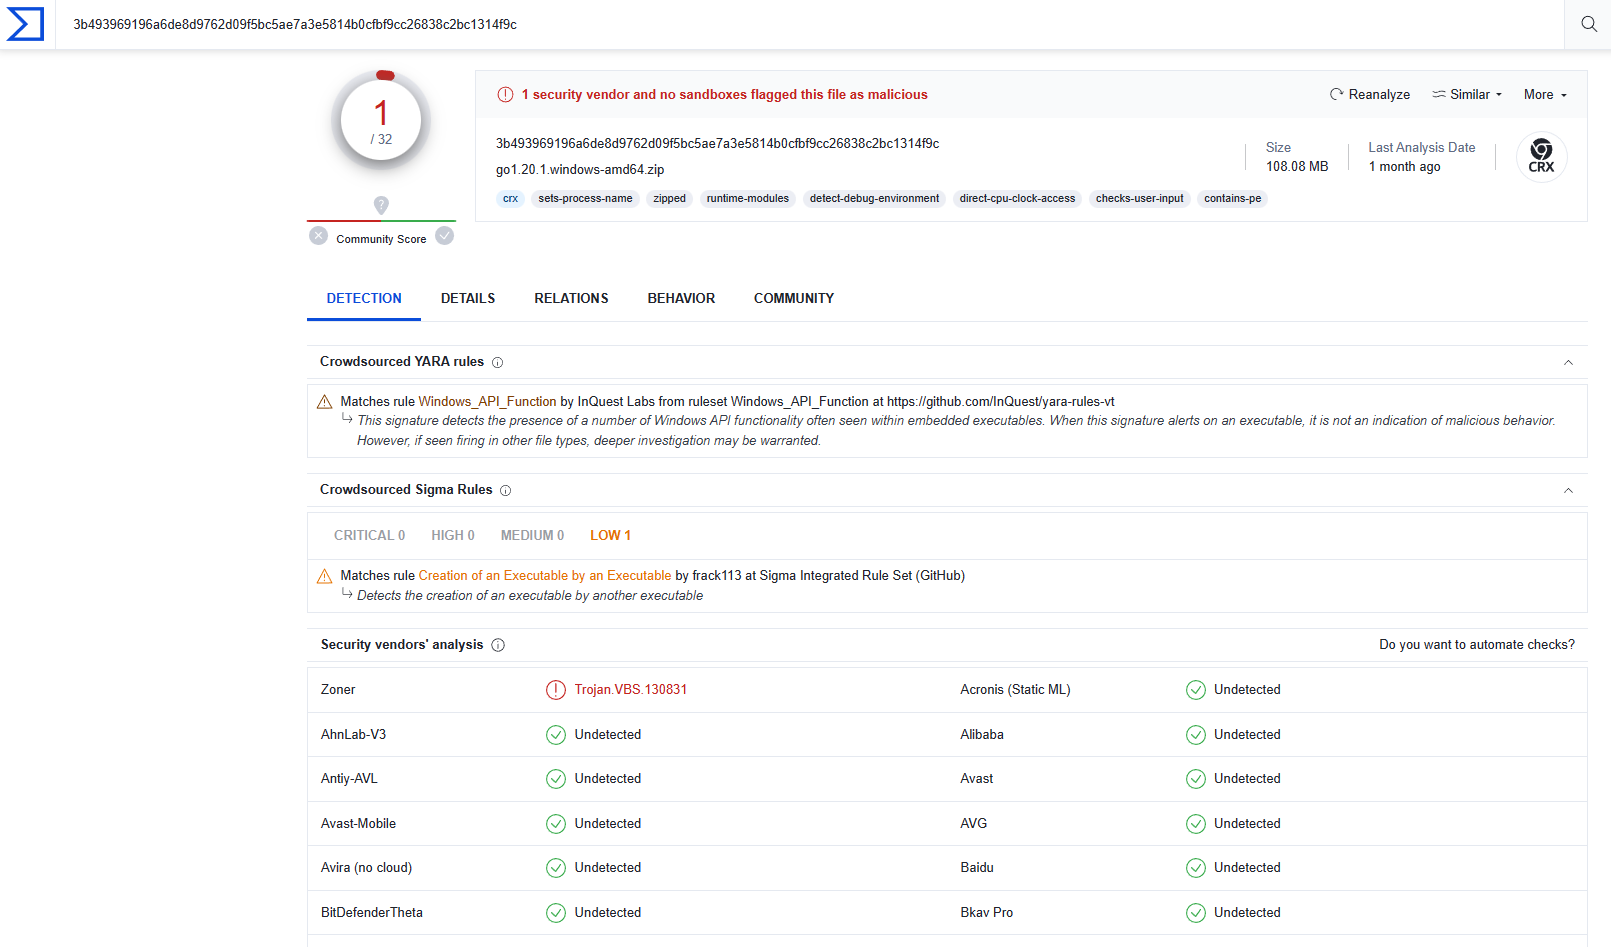 3b493969196a6de8d9762d09f5bc5ae7a3e5814b0cfbf9cc26838c2bc1314f9c
1
/ 32
Community Score
1 security vendor and no sandboxes flagged this file as malicious
Reanalyze Similar More
3b493969196a6de8d9762d09f5bc5ae7a3e5814b0cfbf9cc26838c2bc1314f9c
go1.20.1.windows-amd64.zip
Size
108.08 MB
Last Analysis Date
1 month ago
CRX
crx sets-process-name zipped runtime-modules detect-debug-environment direct-cpu-clock-access checks-user-input contains-pe
DETECTION DETAILS RELATIONS BEHAVIOR COMMUNITY
Crowdsourced YARA rules
Matches rule Windows_API_Function by InQuest Labs from ruleset Windows_API_Function at https://github.com/InQuest/yara-rules-vt
This signature detects the presence of a number of Windows API functionality often seen within embedded executables. When this signature alerts on an executable, it is not an indication of malicious behavior.
However, if seen firing in other file types, deeper investigation may be warranted.
Crowdsourced Sigma Rules
CRITICAL 0 HIGH 0 MEDIUM 0 LOW 1
Matches rule Creation of an Executable by an Executable by frack113 at Sigma Integrated Rule Set (GitHub)
Detects the creation of an executable by another executable
Security vendors' analysis Do you want to automate checks?
Zoner Trojan.VBS.130831 Acronis (Static ML) Undetected
AhnLab-V3 Undetected Alibaba Undetected
Antiy-AVL Undetected Avast Undetected
Avast-Mobile Undetected AVG Undetected
Avira (no cloud) Undetected Baidu Undetected
BitDefenderTheta Undetected Bkav Pro Undetected